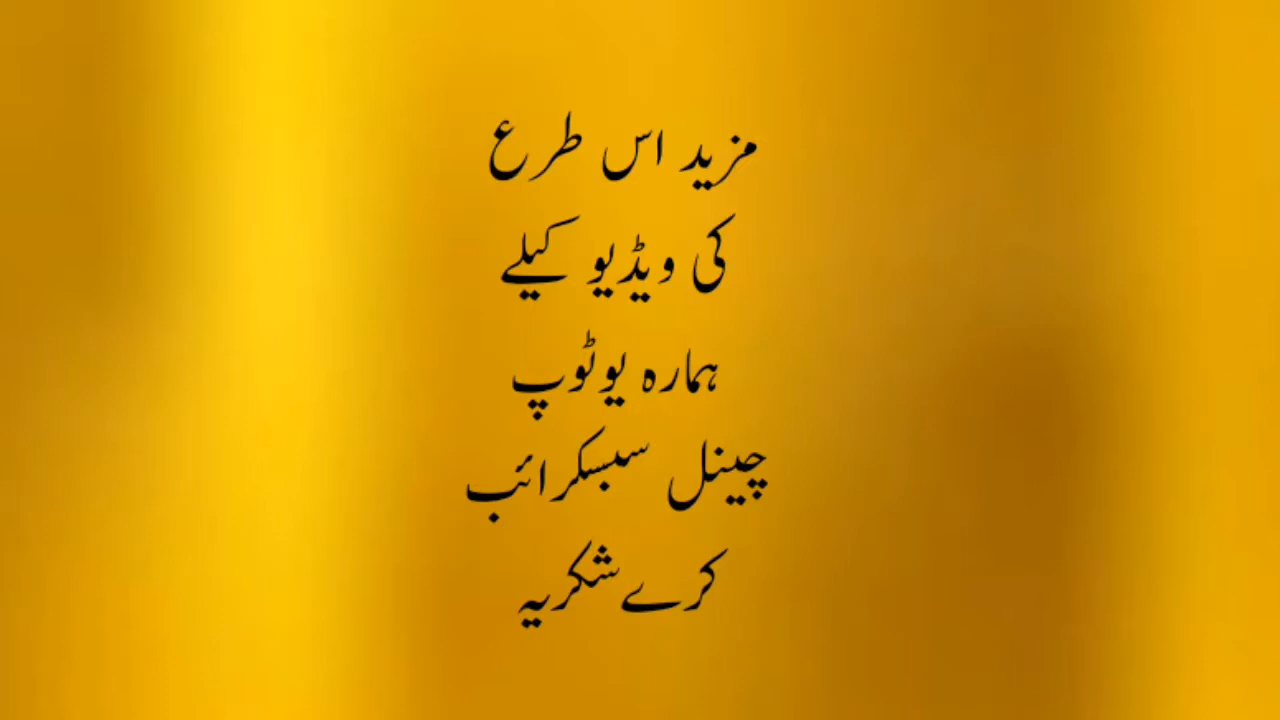 مزید اس طرع
کی ویڈیو کیلے
ہمارہ یوٹوپ
چینل سبسکرائب
کرے شکریہ